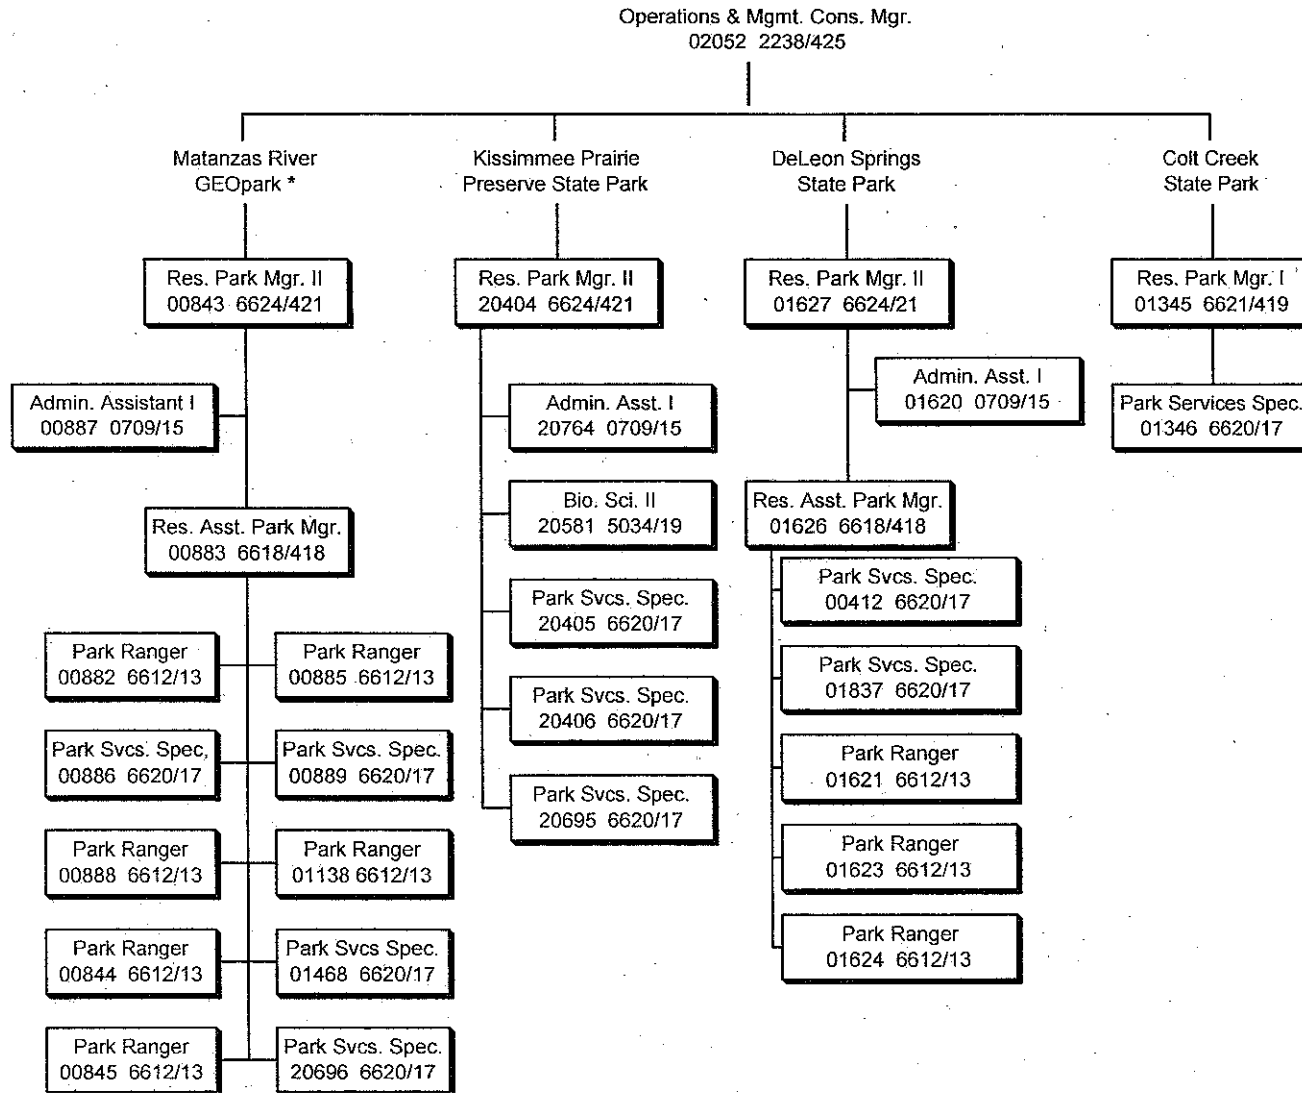 Operations & Mgmt. Cons. Mgr.
02052 2238/425
Matanzas River
GEOpark *
Kissimmee Prairie
Preserve State Park
DeLeon Springs
State Park
Colt Creek
State Park
Res. Park Mgr. II
00843 6624/421
Res. Park Mgr. II
20404 6624/421
Res. Park Mgr. II
01627 6624/21
Res. Park Mgr. I
01345 6621/419
Admin. Assistant I
00887 0709/15
Admin. Asst. I
20764 0709/15
Admin. Asst. I
01620 0709/15
Park Services Spec.
01346 6620/17
Res. Asst. Park Mgr.
00883 6618/418
Bio. Sci. II
20581 5034/19
Res. Asst. Park Mgr.
01626 6618/418
Park Svcs. Spec.
20405 6620/17
Park Svcs. Spec.
00412 6620/17
Park Ranger
00882 6612/13
Park Ranger
00885 6612/13
Park Svcs. Spec.
20406 6620/17
Park Svcs. Spec.
01837 6620/17
Park Svcs. Spec.
00886 6620/17
Park Svcs. Spec.
00889 6620/17
Park Svcs. Spec.
20695 6620/17
Park Ranger
01621 6612/13
Park Ranger
00888 6612/13
Park Ranger
01138 6612/13
Park Ranger
01623 6612/13
Park Ranger
00844 6612/13
Park Svcs Spec.
01468 6620/17
Park Ranger
01624 6612/13
Park Ranger
00845 6612/13
Park Svcs. Spec.
20696 6620/17